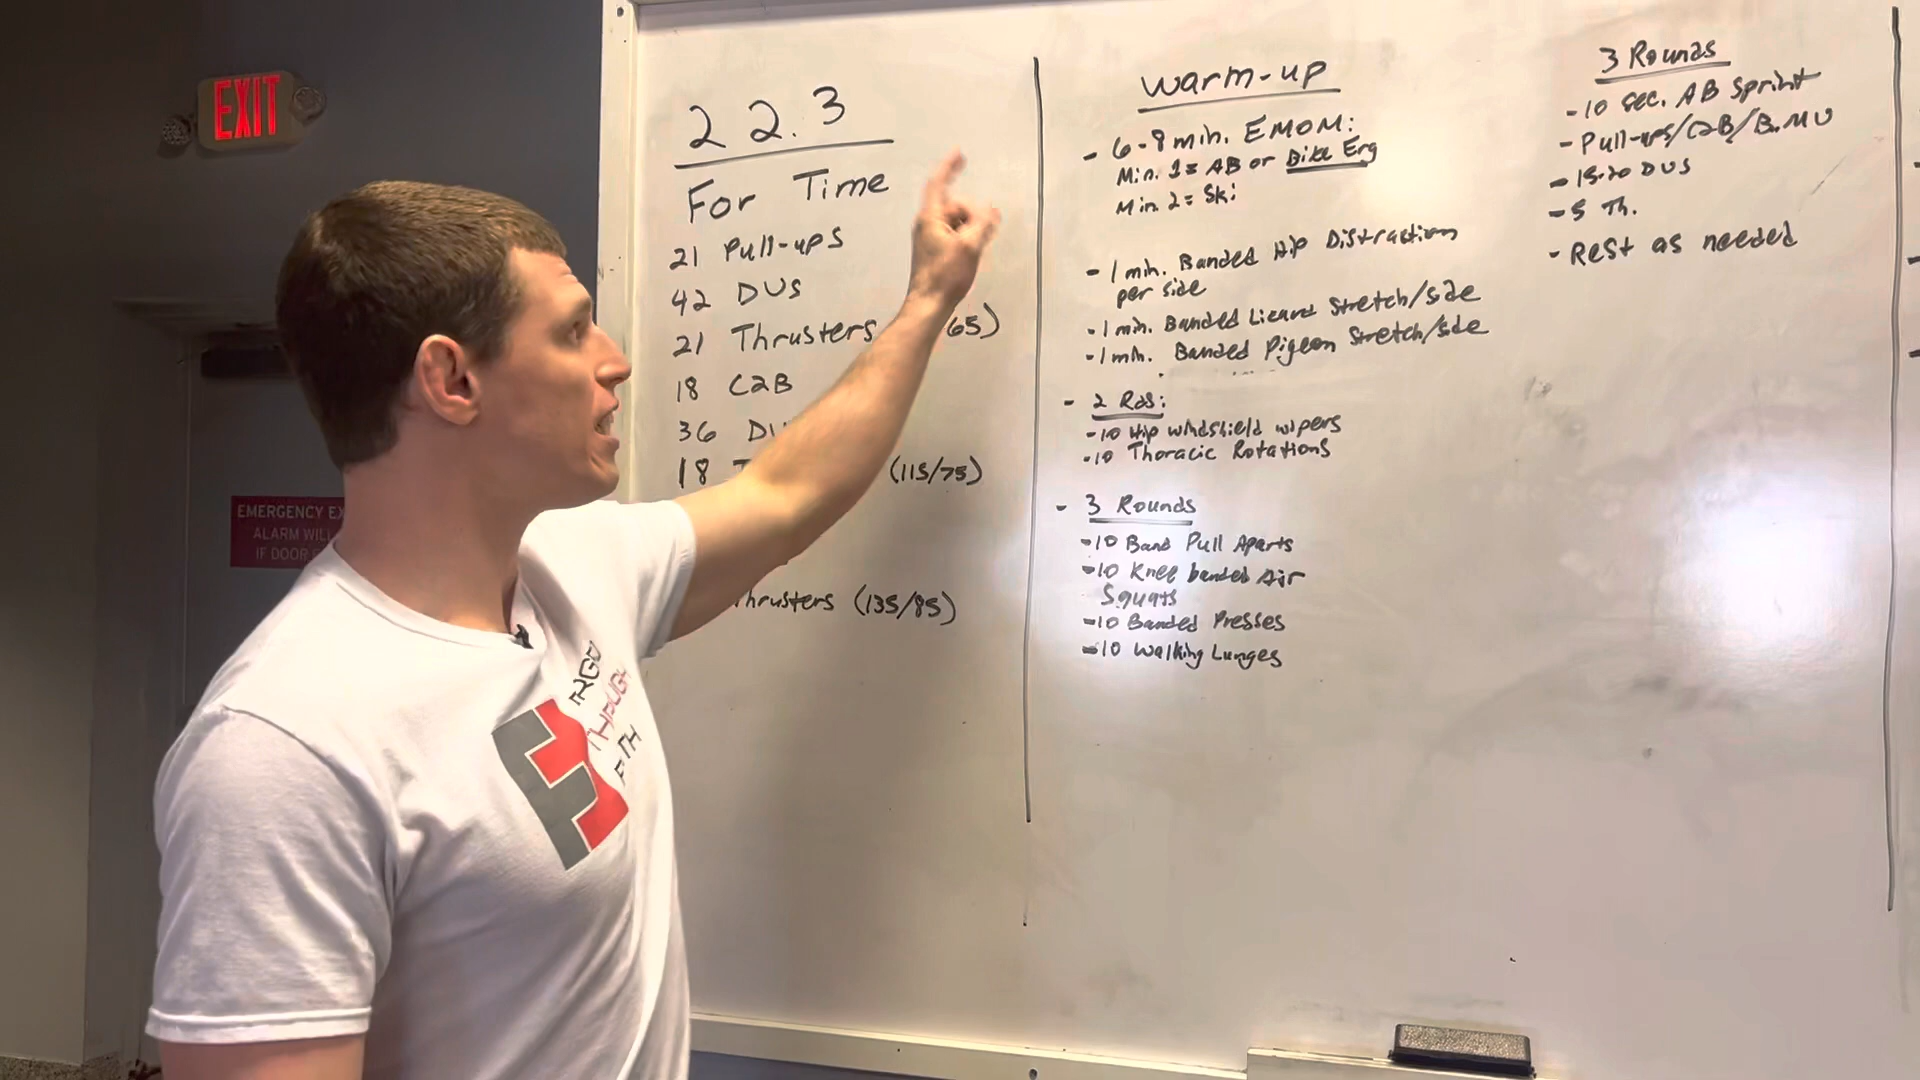 EXIT
EMERGENCY EX
ALARM WILL
IF DOOR
22.3
For Time
21 Pull-ups
42 DUS
21 Thrusters 65)
18 C2B
36 DU
18 T (115/75)
hrusters (135/85)
Warm-up
- 6-8 min. EMOM:
Min. 1 = AB or Bike Erg
Min 2 = Ski
- 1 min. Banded Hip Distraction
per side
- 1 min. Banded Lizard Stretch/side
- 1 min. Banded Pigeon Stretch/side
- 2 Rds:
- 10 Hip windshield wipers
- 10 Thoracic Rotations
- 3 Rounds
- 10 Band Pull Aparts
- 10 Knee banded Air
Squats
- 10 Banded Presses
- 10 Walking Lunges
3 Rounds
- 10 sec. AB Sprint
- Pull-ups/C2B/B.MU
- 15-20 DUS
- 5 Th.
- Rest as needed
THROUGH